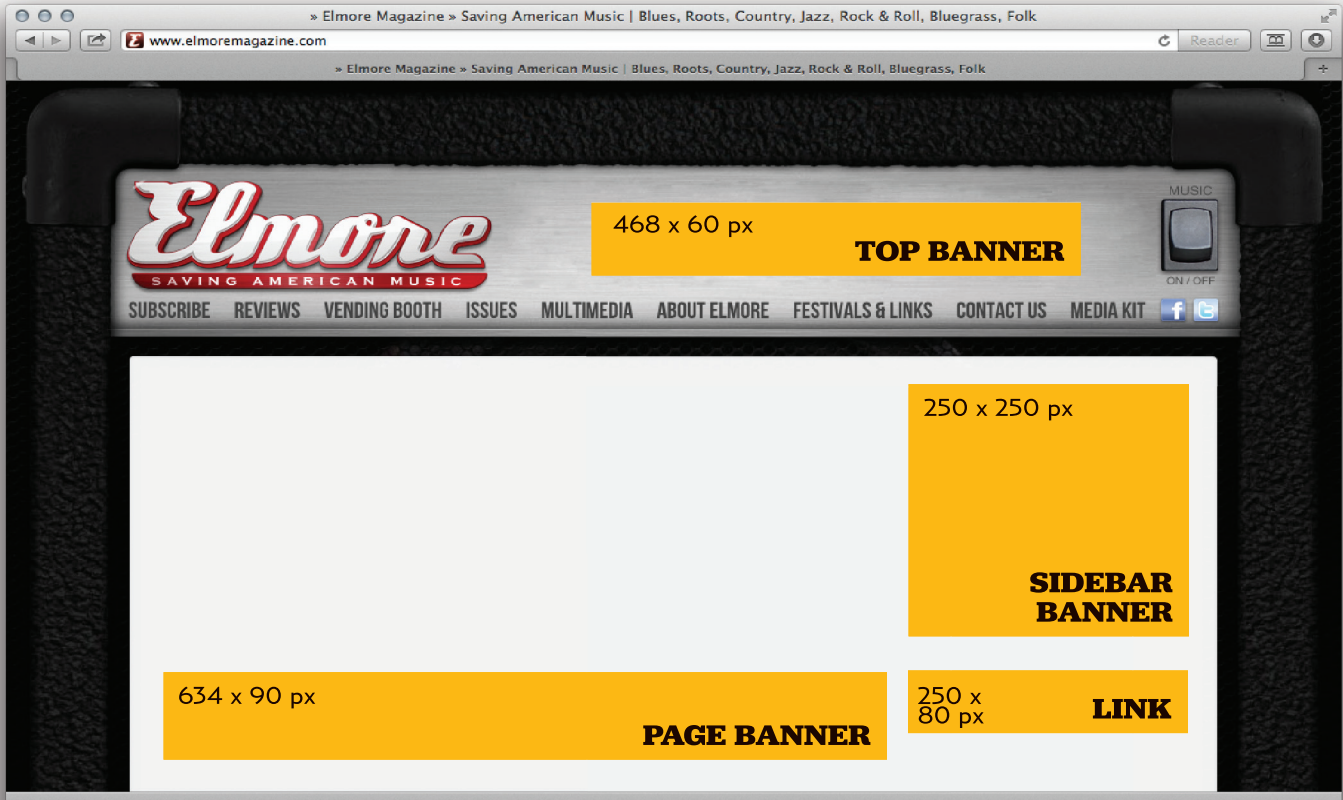 » Elmore Magazine » Saving American Music | Blues, Roots, Country, Jazz, Rock & Roll, Bluegrass, Folk
www.elmoremagazine.com
Reader
» Elmore Magazine » Saving American Music | Blues, Roots, Country, Jazz, Rock & Roll, Bluegrass, Folk
Elmore
SAVING AMERICAN MUSIC
468 x 60 px
TOP BANNER
MUSIC
ON / OFF
SUBSCRIBE REVIEWS VENDING BOOTH ISSUES MULTIMEDIA ABOUT ELMORE FESTIVALS & LINKS CONTACT US MEDIA KIT f t
250 x 250 px
SIDEBAR
BANNER
634 x 90 px
PAGE BANNER
250 x
80 px
LINK